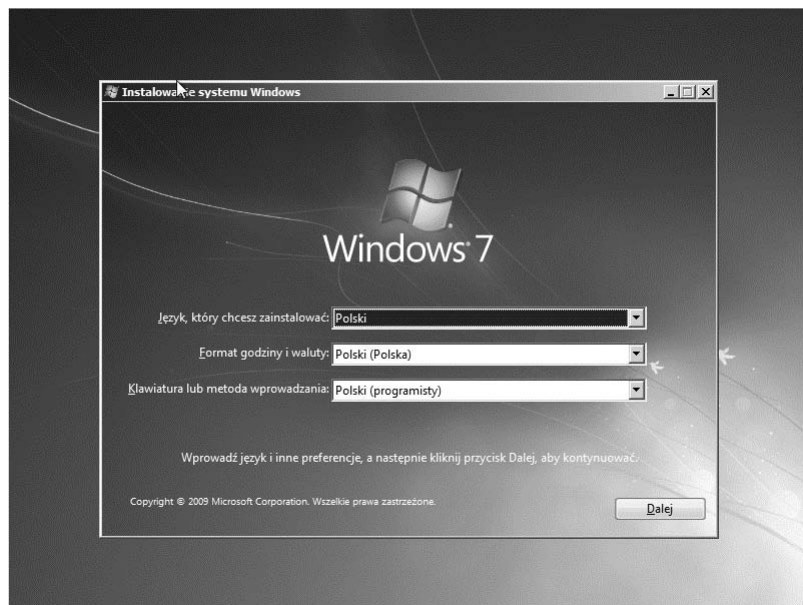 Instalowanie systemu Windows
Windows® 7
Język, który chcesz zainstalować: Polski
Format godziny i waluty: Polski (Polska)
Klawiatura lub metoda wprowadzania: Polski (programisty)
Wprowadź język i inne preferencje, a następnie kliknij przycisk Dalej, aby kontynuować.
Copyright © 2009 Microsoft Corporation. Wszelkie prawa zastrzeżone.
Dalej